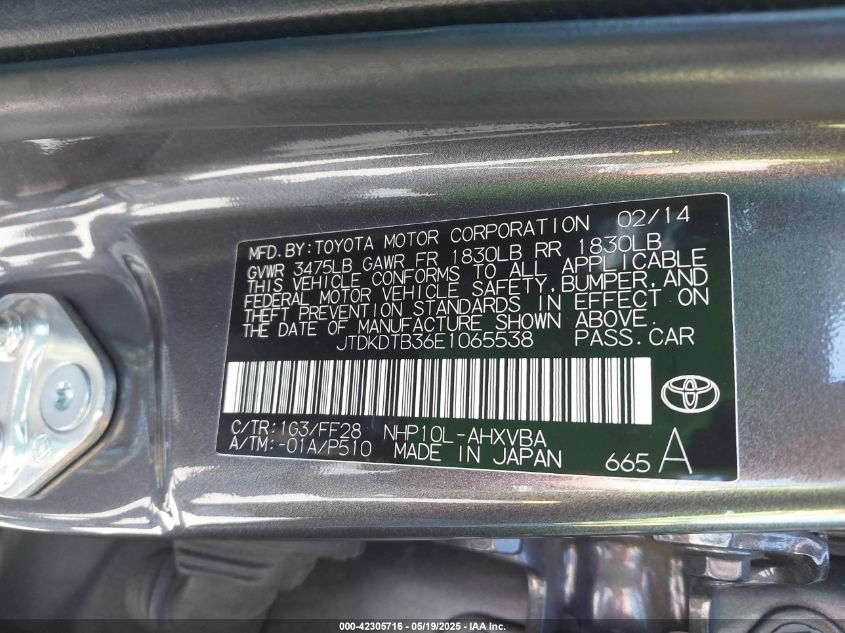 MFD. BY: TOYOTA MOTOR CORPORATION 02/14
GVWR 3475LB GAWR FR 1830LB RR 1830LB
THIS VEHICLE CONFORMS TO ALL APPLICABLE
FEDERAL MOTOR VEHICLE SAFETY, BUMPER, AND
THEFT PREVENTION STANDARDS IN EFFECT ON
THE DATE OF MANUFACTURE SHOWN ABOVE.
JTDKDTB36E1065538 PASS.CAR
C/TR: 1G3/FF28 NHP10L-AHXVBA
A/TM: -01A/P510 MADE IN JAPAN 665 A
000-42305716 - 05/19/2025 - IAA Inc.